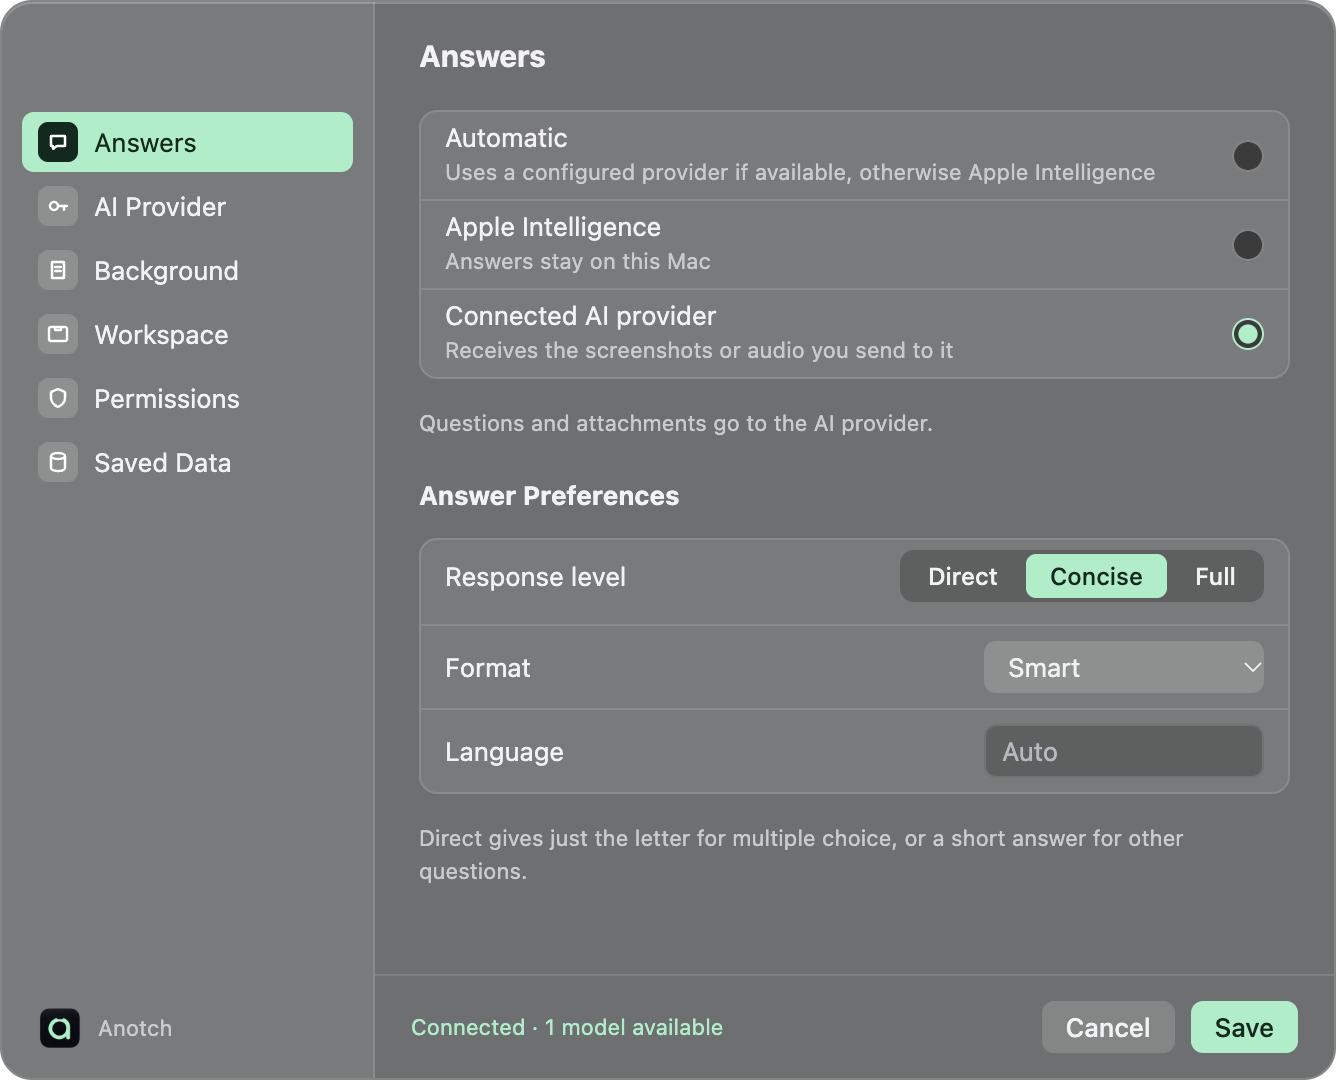 Answers
AI Provider
Background
Workspace
Permissions
Saved Data
Anotch
Answers
Automatic
Uses a configured provider if available, otherwise Apple Intelligence
Apple Intelligence
Answers stay on this Mac
Connected AI provider
Receives the screenshots or audio you send to it
Questions and attachments go to the AI provider.
Answer Preferences
Response level Direct Concise Full
Format Smart
Language Auto
Direct gives just the letter for multiple choice, or a short answer for other
questions.
Connected · 1 model available Cancel Save